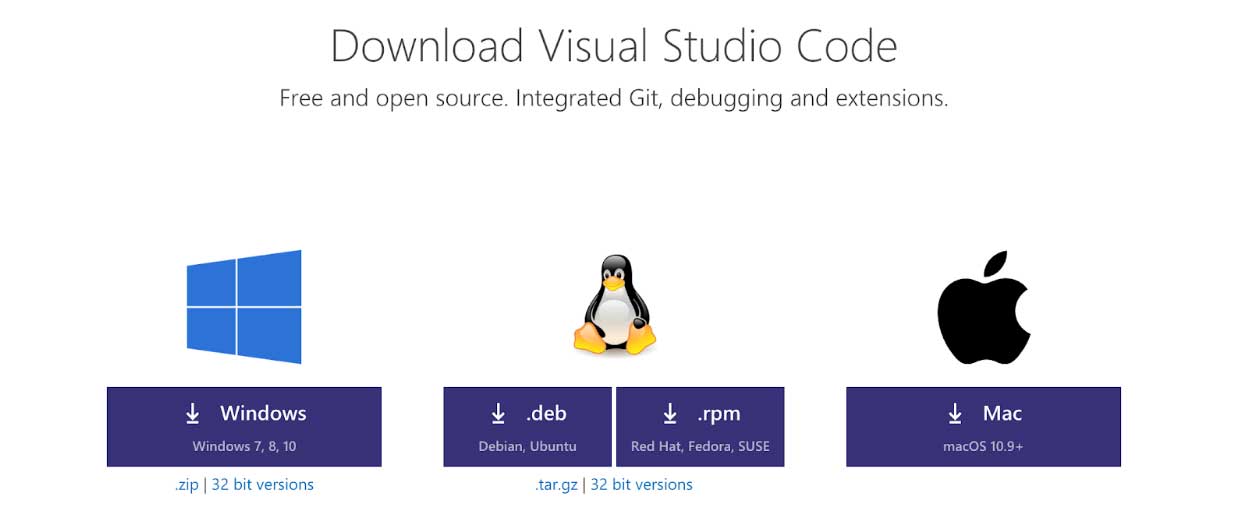 Download Visual Studio Code
Free and open source. Integrated Git, debugging and extensions.
Windows
Windows 7, 8, 10
.zip | 32 bit versions
.deb
Debian, Ubuntu
.rpm
Red Hat, Fedora, SUSE
.tar.gz | 32 bit versions
Mac
macOS 10.9+